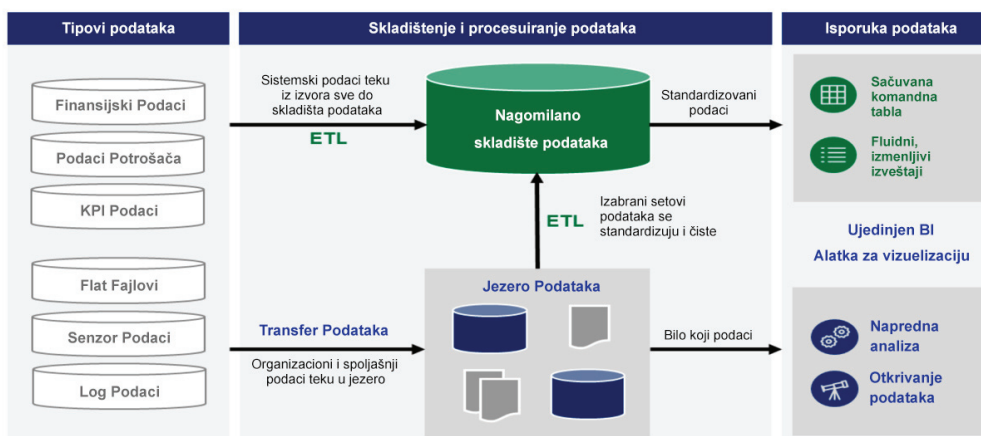 Tipovi podataka
Skladištenje i procesuiranje podataka
Isporuka podataka
Finansijski Podaci
Podaci Potrošača
KPI Podaci
Flat Fajlovi
Senzor Podaci
Log Podaci
Sistemski podaci teku
iz izvora sve do
skladišta podataka
ETL
Nagomilano
skladište podataka
Standardizovani
podaci
ETL
Izabrani setovi
podataka se
standardizuju i čiste
Jezero Podataka
Transfer Podataka
Organizacioni i spoljašnji
podaci teku u jezero
Bilo koji podaci
Sačuvana
komandna
tabla
Fluidni,
izmenljivi
izveštaji
Ujedinjen BI
Alatka za vizuelizaciju
Napredna
analiza
Otkrivanje
podataka